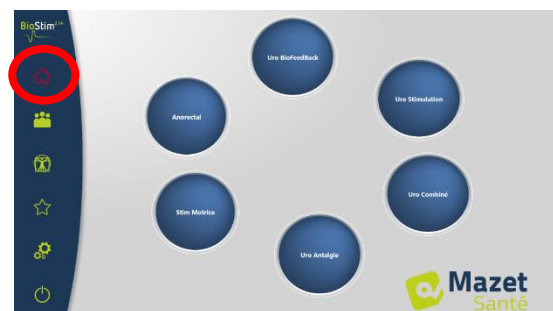 BioStim
Uro BioFeedBack
Uro Stimulation
Anorectal
Uro Combiné
Stim Motrice
Uro Antalgie
Mazet
Santé